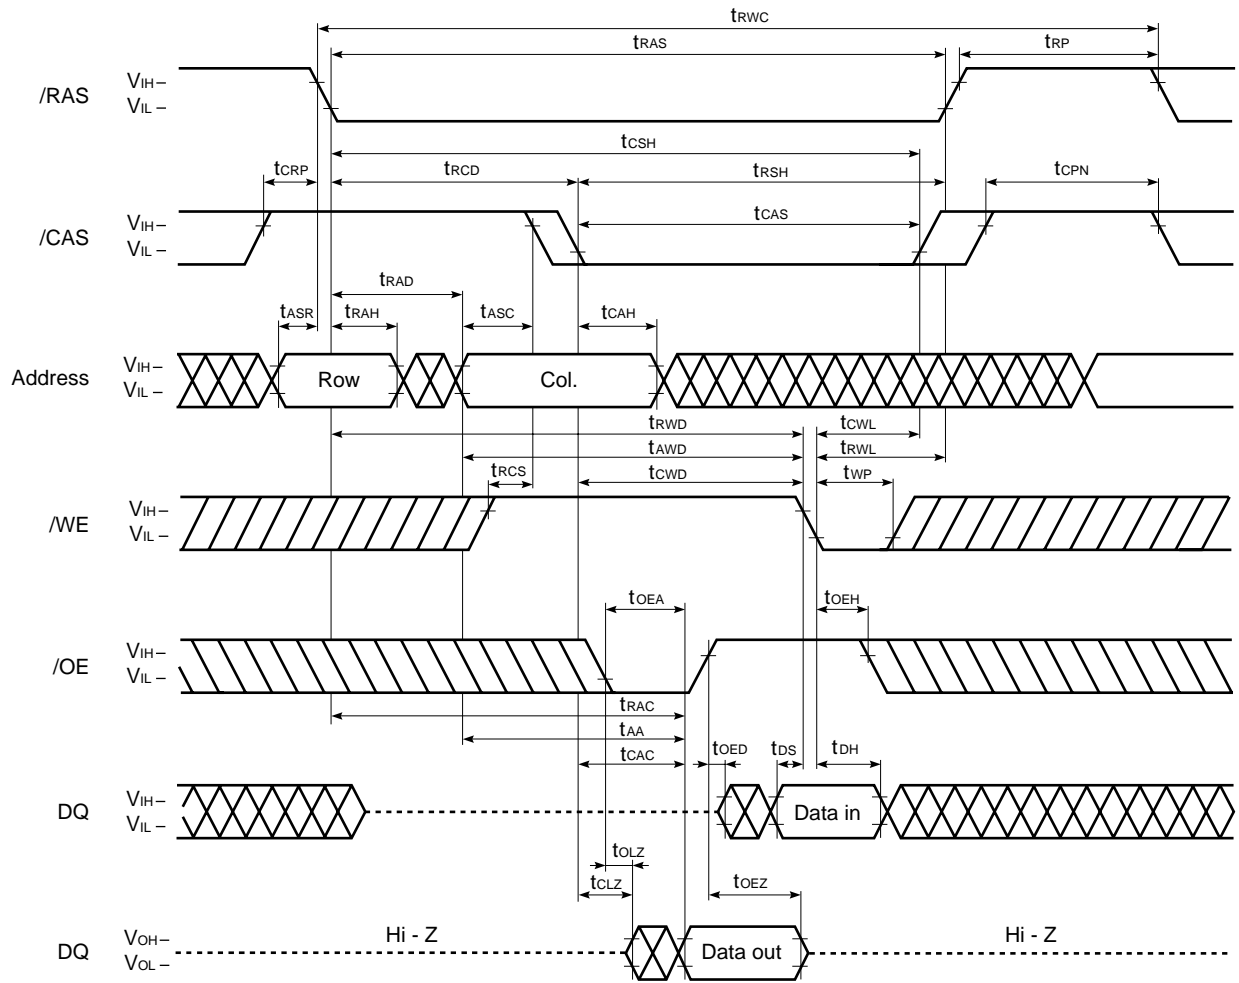 tRWC
tRAS
tRP
/RAS
VIH–
VIL–
tCSH
tCRP
tRCD
tRSH
tCPN
/CAS
VIH–
VIL–
tCAS
tRAD
tASR
tRAH
tASC
tCAH
Address
VIH–
VIL–
Row
Col.
tRWD
tCWL
tAWD
tRWL
tRCS
tCWD
tWP
/WE
VIH–
VIL–
tOEA
tOEH
/OE
VIH–
VIL–
tRAC
tAA
tCAC
tOED
tDS
tDH
DQ
VIH–
VIL–
Data in
tOLZ
tCLZ
tOEZ
DQ
VOH–
VOL–
Hi - Z
Data out
Hi - Z